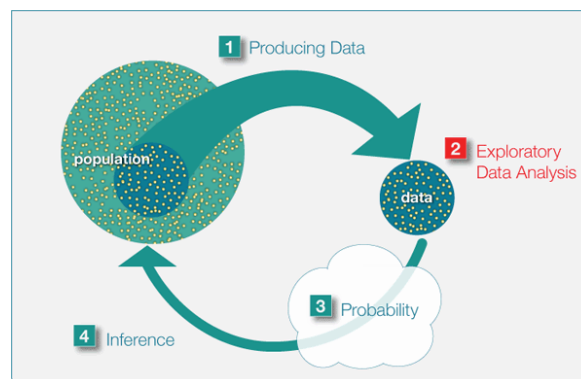 1 Producing Data
population
2 Exploratory
Data Analysis
data
3 Probability
4 Inference